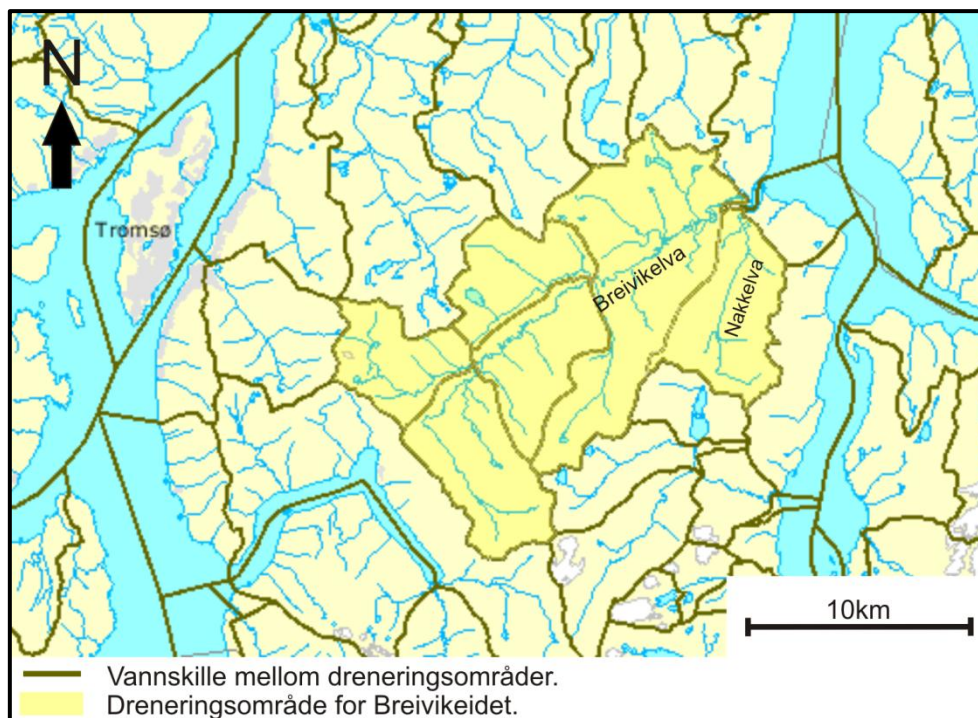 N
Tromsø
Breivikelva
Nakkelva
10km
Vannskille mellom dreneringsområder.
Dreneringsområde for Breivikeidet.